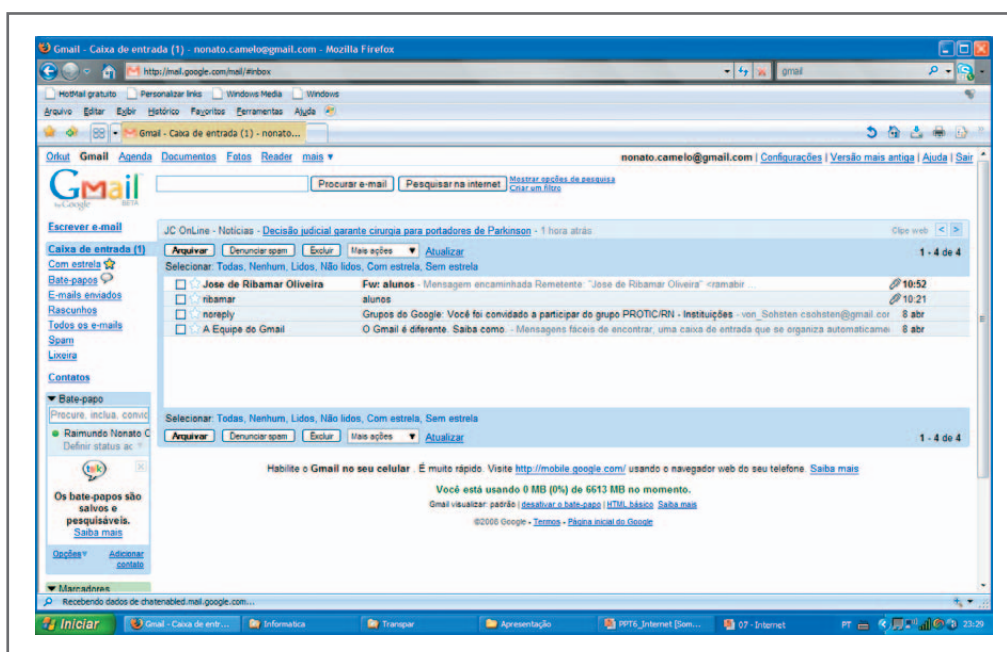 Gmail - Caixa de entrada (1) - nonato.camelo@gmail.com - Mozilla Firefox
http://mail.google.com/mail/#inbox gmail
HotMail gratuito Personalizar links Windows Media Windows
Arquivo Editar Exibir Histórico Favoritos Ferramentas Ajuda
Gmail - Caixa de entrada (1) - nonato...
Orkut Gmail Agenda Documentos Fotos Reader mais ▼ nonato.camelo@gmail.com | Configurações | Versão mais antiga | Ajuda | Sair
Gmail by Google BETA
Procurar e-mail Pesquisar na internet Mostrar opções de pesquisa
Criar um filtro
Escrever e-mail
Caixa de entrada (1)
Com estrela
Bate-papos
E-mails enviados
Rascunhos
Todos os e-mails
Spam
Lixeira
Contatos
▼ Bate-papo
Procure, inclua, convic
Raimundo Nonato C
Definir status ac
talk
Os bate-papos são
salvos e
pesquisáveis.
Saiba mais
Opções▼ Adicionar
contato
▼ Marcadores
JC OnLine - Notícias - Decisão judicial garante cirurgia para portadores de Parkinson - 1 hora atrás Clipe web < >
Arquivar Denunciar spam Excluir Mais ações ▼ Atualizar 1 - 4 de 4
Selecionar: Todas, Nenhum, Lidos, Não lidos, Com estrela, Sem estrela
Jose de Ribamar Oliveira Fw: alunos - Mensagem encaminhada Remetente: "Jose de Ribamar Oliveira" <ramabir ... 10:52
ribamar alunos 10:21
noreply Grupos do Google: Você foi convidado a participar do grupo PROTIC/RN - Instituições - von_Sohsten csohsten@gmail.cor 8 abr
A Equipe do Gmail O Gmail é diferente. Saiba como. - Mensagens fáceis de encontrar, uma caixa de entrada que se organiza automaticamei 8 abr
Selecionar: Todas, Nenhum, Lidos, Não lidos, Com estrela, Sem estrela
Arquivar Denunciar spam Excluir Mais ações ▼ Atualizar 1 - 4 de 4
Habilite o Gmail no seu celular . É muito rápido. Visite http://mobile.google.com/ usando o navegador web do seu telefone. Saiba mais
Você está usando 0 MB (0%) de 6613 MB no momento.
Gmail visualizar: padrão | desativar o bate-papo | HTML básico Saiba mais
©2008 Google - Termos - Página inicial do Google
Recebendo dados de chatenabled.mail.google.com...
Iniciar Gmail - Caixa de entr... Informatica Transpar Apresentação PPT6_Internet [Som... 07 - Internet PT 23:29